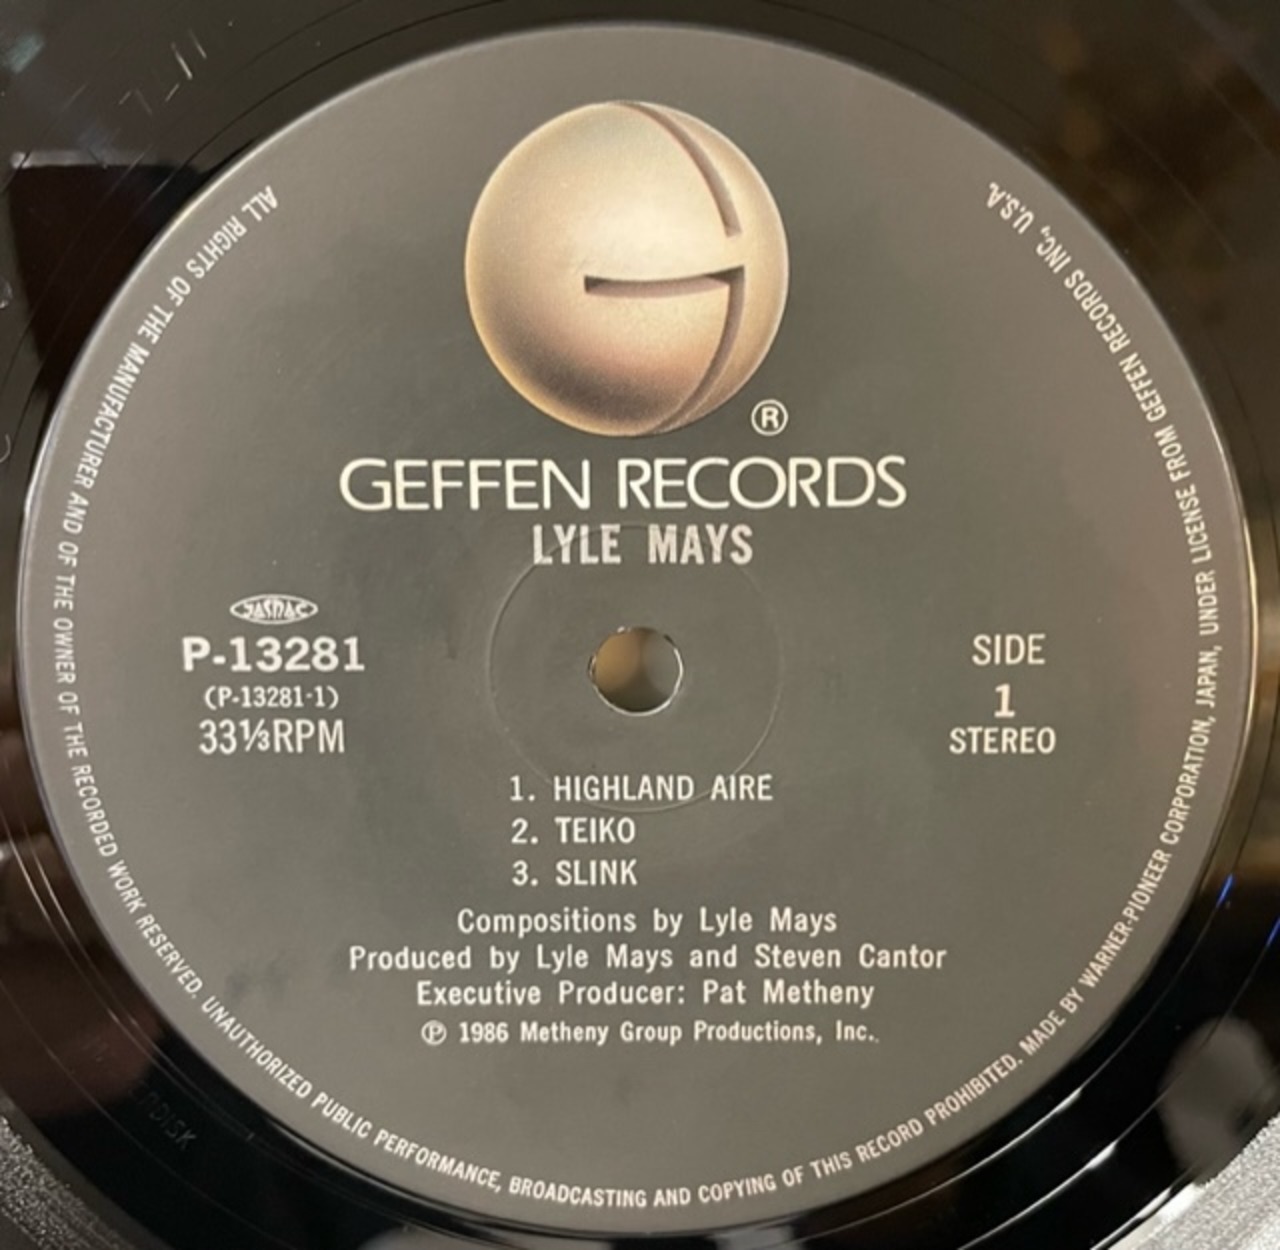 ®
GEFFEN RECORDS
LYLE MAYS
JASRAC
P-13281
(P-13281-1)
33⅓RPM
SIDE
1
STEREO
1. HIGHLAND AIRE
2. TEIKO
3. SLINK
Compositions by Lyle Mays
Produced by Lyle Mays and Steven Cantor
Executive Producer: Pat Metheny
℗ 1986 Metheny Group Productions, Inc.
ALL RIGHTS OF THE MANUFACTURER AND OF THE OWNER OF THE RECORDED WORK RESERVED. UNAUTHORIZED PUBLIC PERFORMANCE, BROADCASTING AND COPYING OF THIS RECORD PROHIBITED. MADE BY WARNER-PIONEER CORPORATION, JAPAN, UNDER LICENSE FROM GEFFEN RECORDS INC., U.S.A.